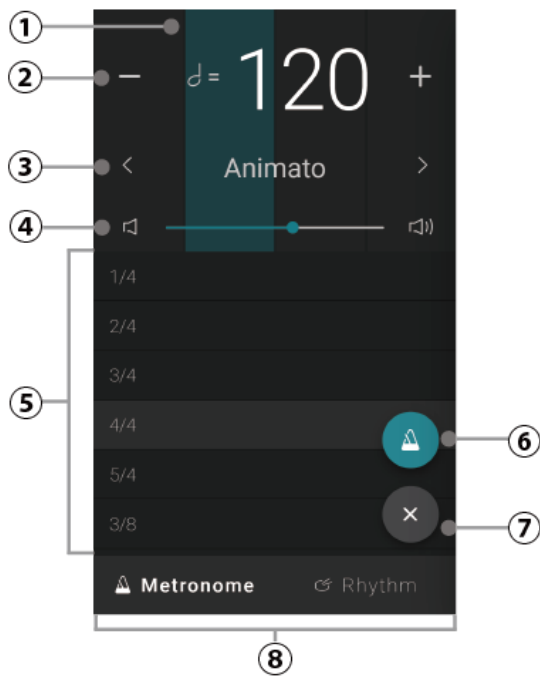 ①
② − 𝅗𝅥 = 120 +
③ < Animato >
④
1/4
2/4
3/4
⑤ 4/4 ⑥
5/4
3/8 ⑦
Metronome Rhythm
⑧